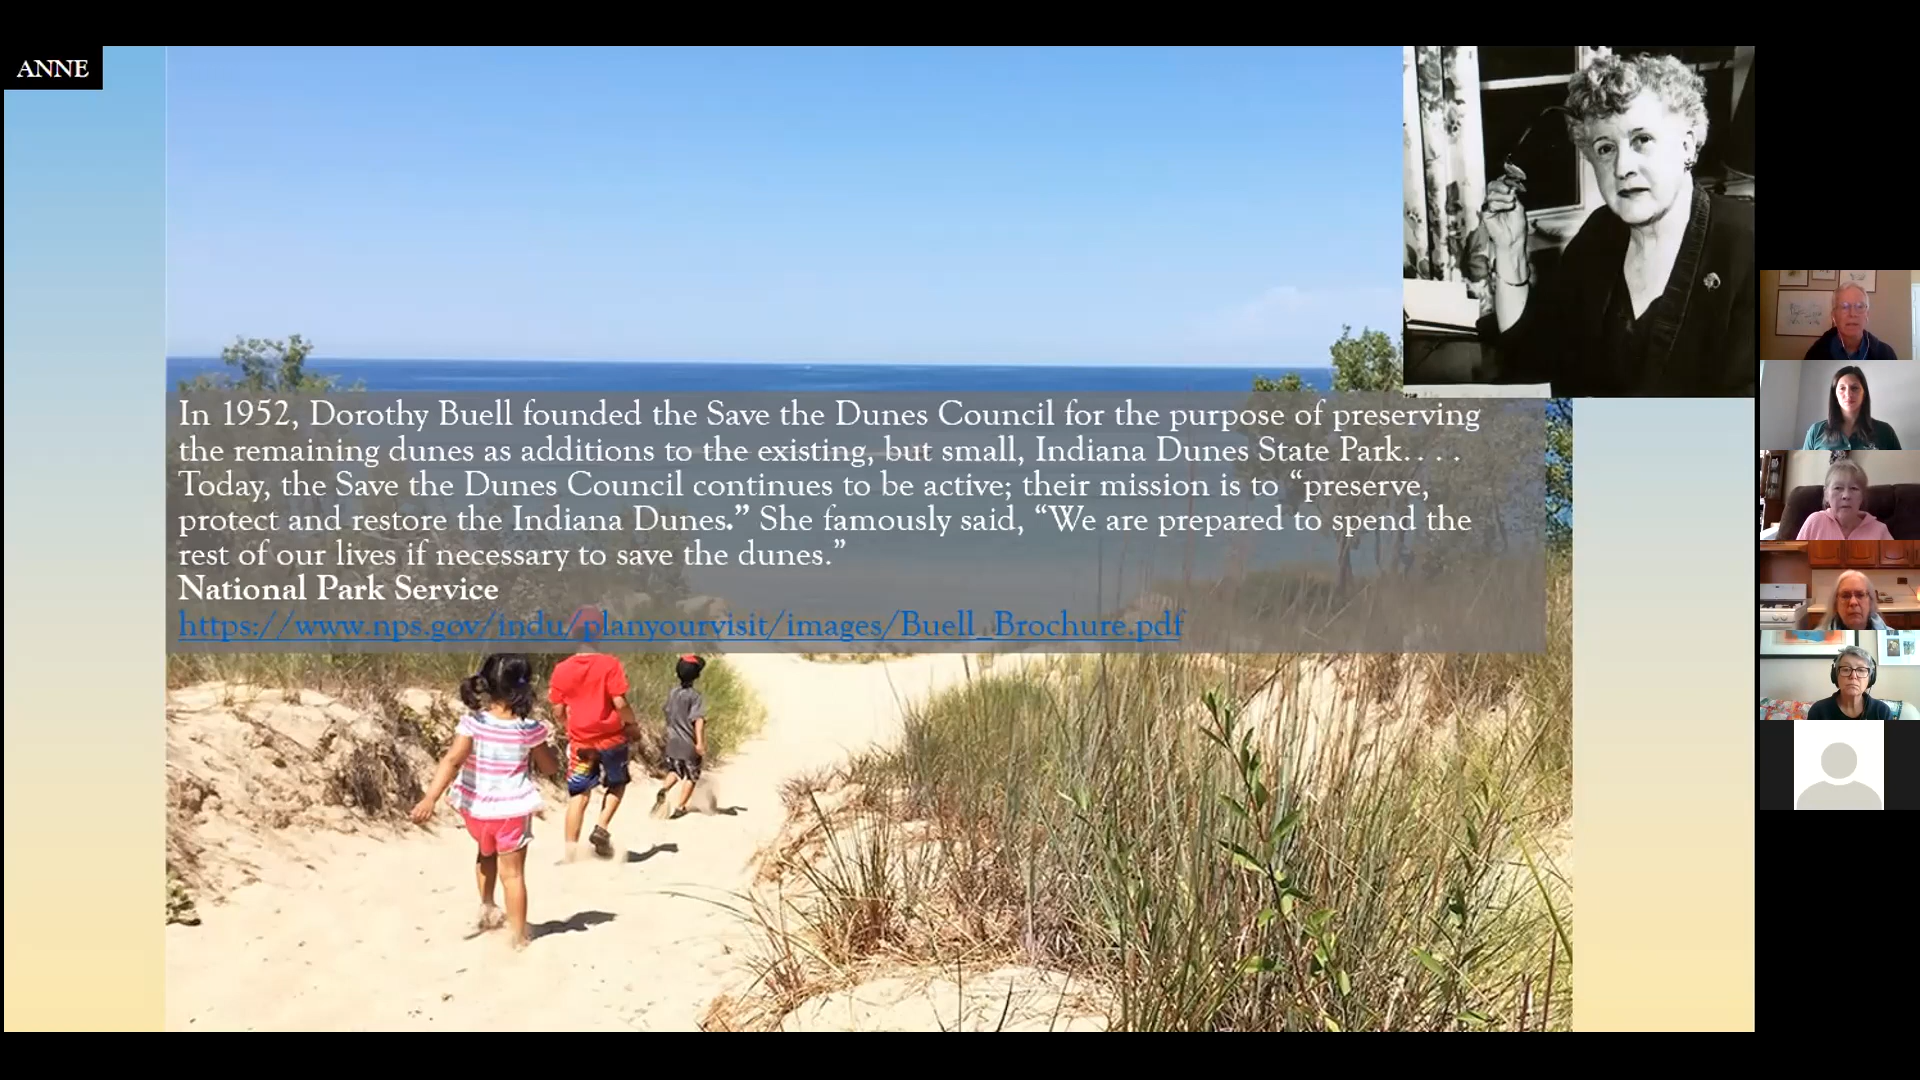 ANNE
In 1952, Dorothy Buell founded the Save the Dunes Council for the purpose of preserving
the remaining dunes as additions to the existing, but small, Indiana Dunes State Park. . . .
Today, the Save the Dunes Council continues to be active; their mission is to “preserve,
protect and restore the Indiana Dunes.” She famously said, “We are prepared to spend the
rest of our lives if necessary to save the dunes.”
National Park Service
https://www.nps.gov/indu/planyourvisit/images/Buell_Brochure.pdf